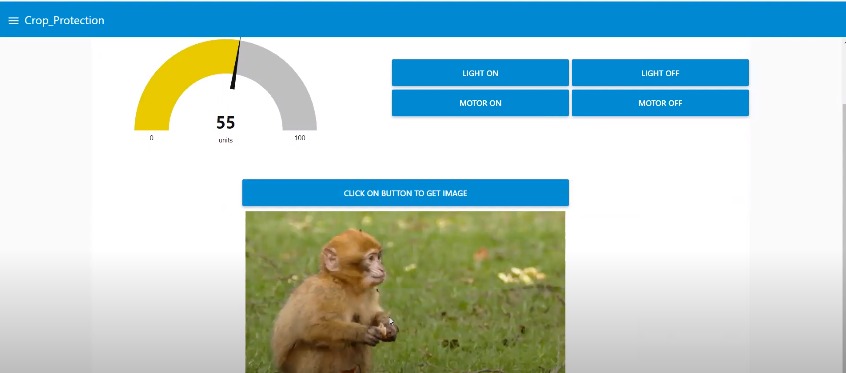 Crop_Protection
55
0
units
100
LIGHT ON
LIGHT OFF
MOTOR ON
MOTOR OFF
CLICK ON BUTTON TO GET IMAGE